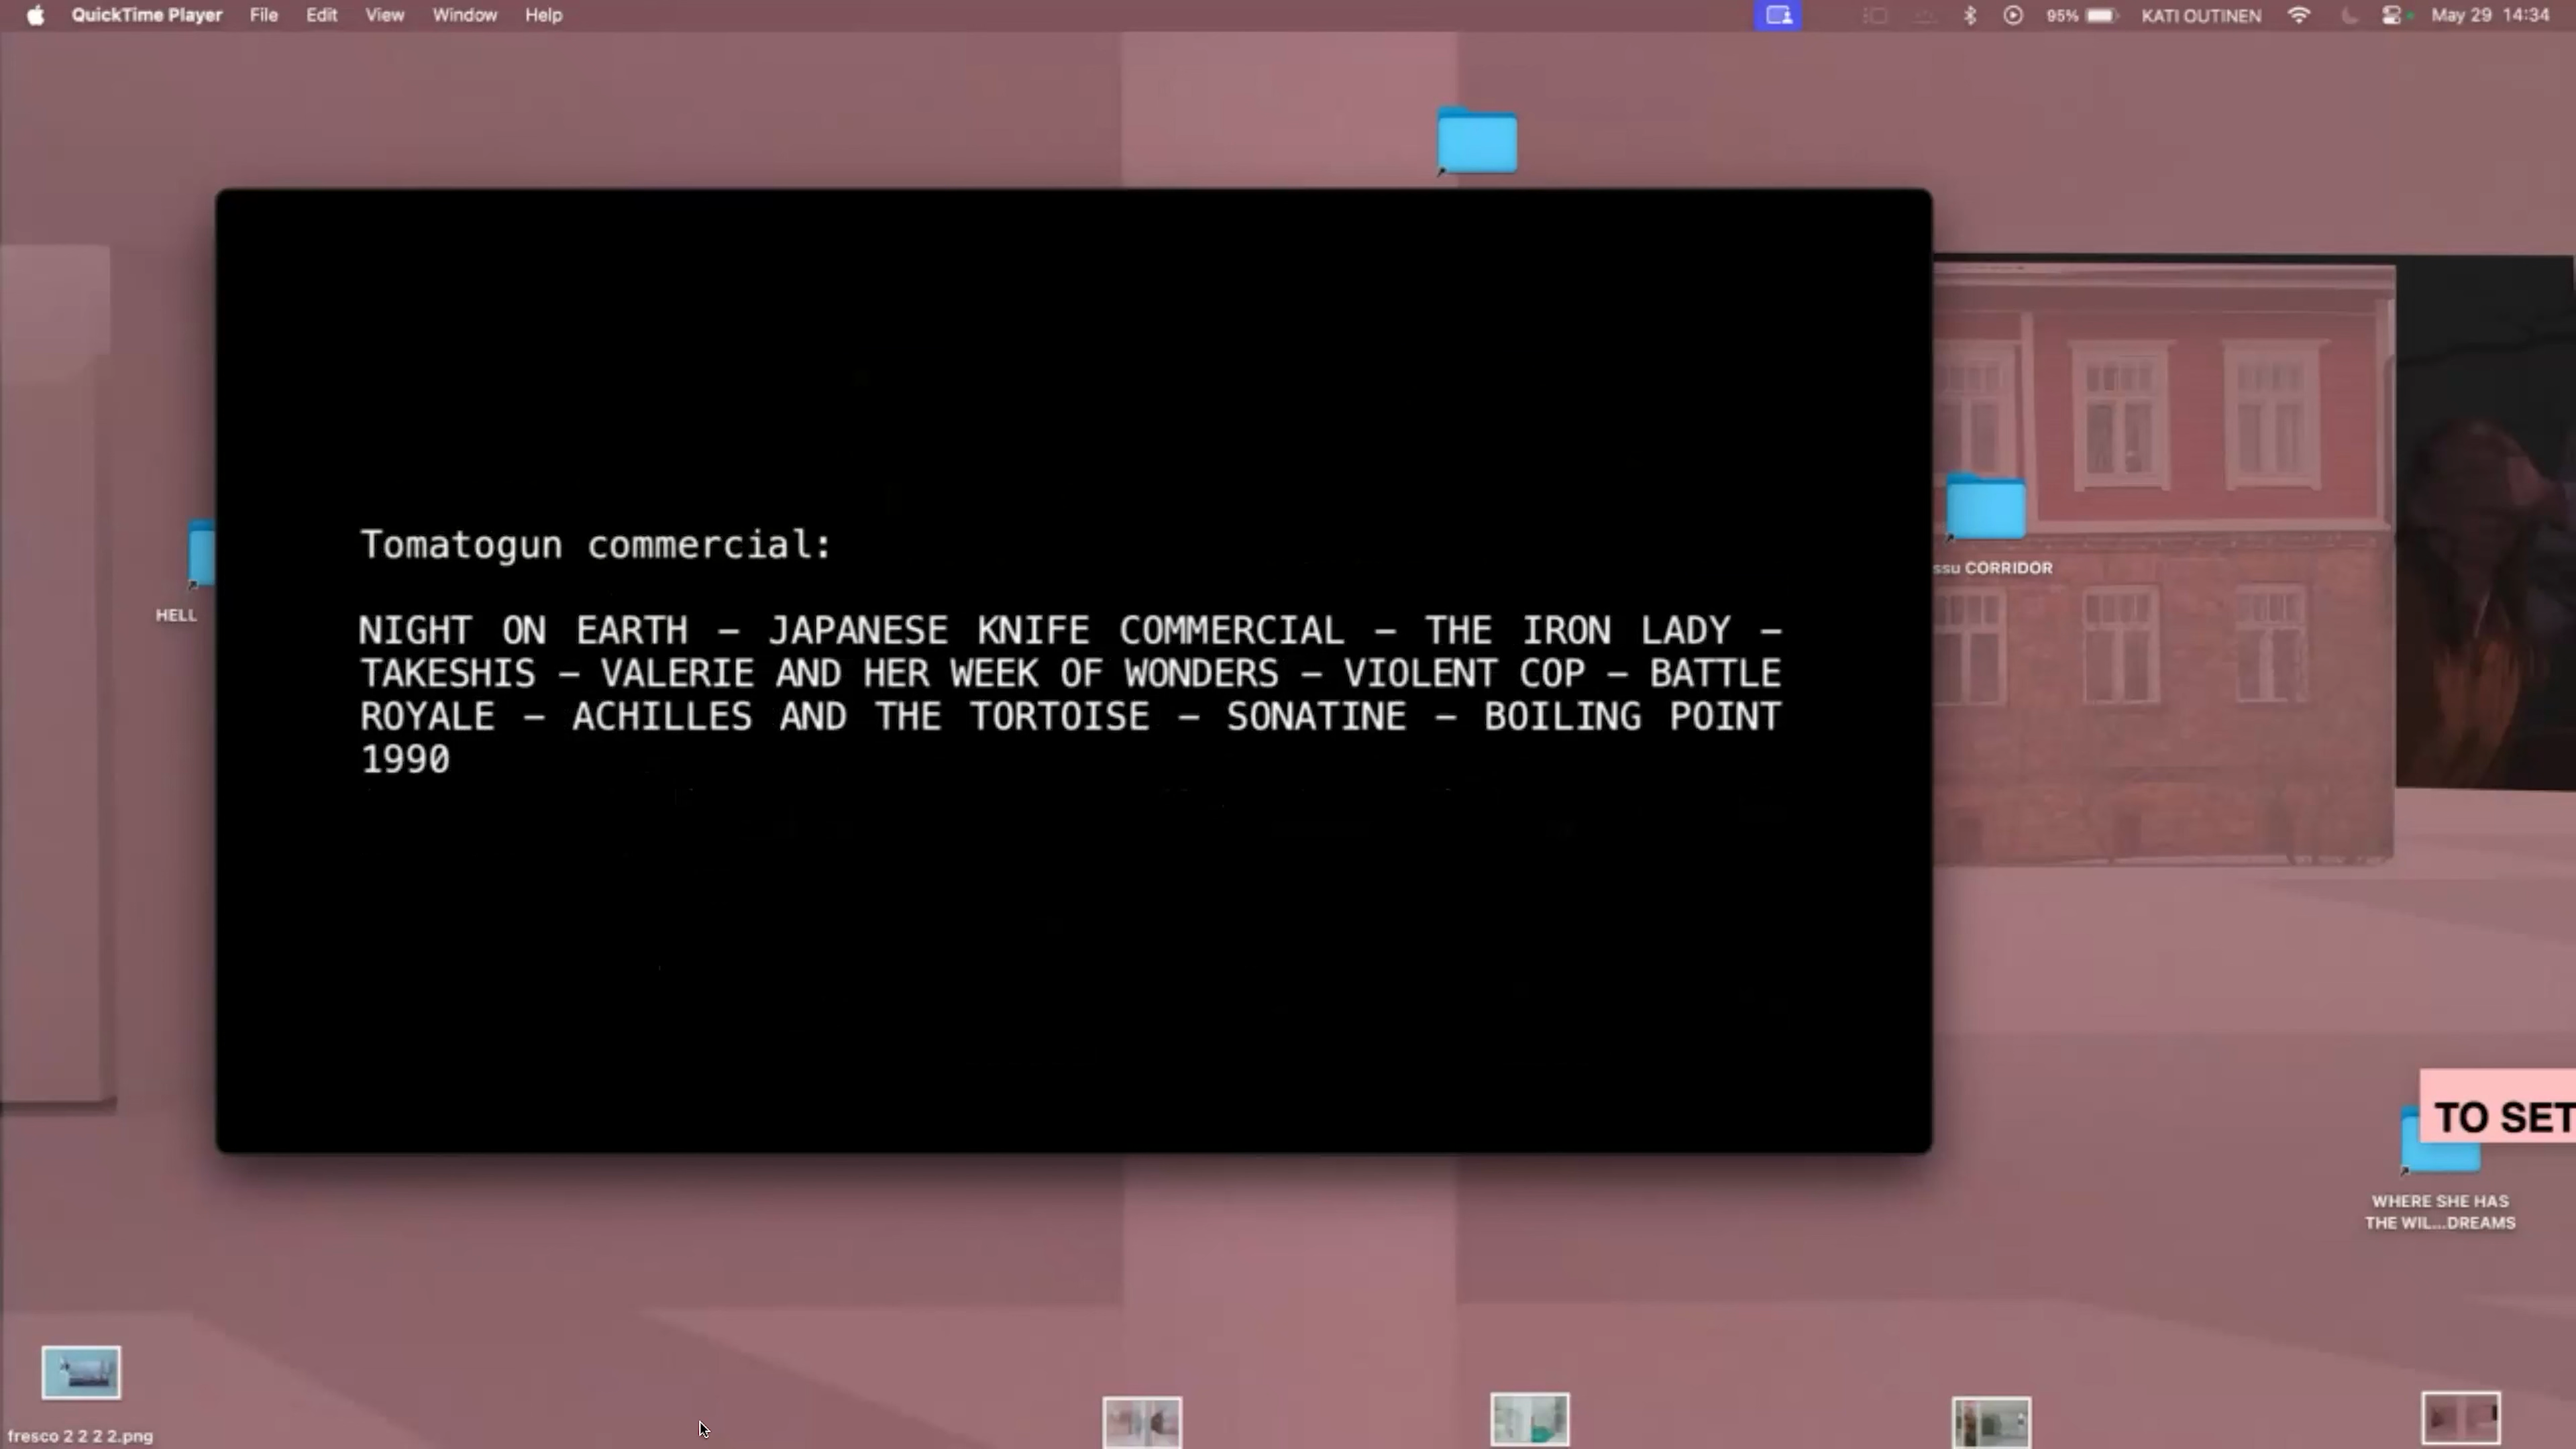 QuickTime Player File Edit View Window Help 95% KATI OUTINEN May 29 14:34
Tomatogun commercial:
NIGHT ON EARTH – JAPANESE KNIFE COMMERCIAL – THE IRON LADY –
TAKESHIS – VALERIE AND HER WEEK OF WONDERS – VIOLENT COP – BATTLE
ROYALE – ACHILLES AND THE TORTOISE – SONATINE – BOILING POINT
1990
HELL
ssu CORRIDOR
TO SET
WHERE SHE HAS
THE WIL...DREAMS
fresco 2 2 2 2.png